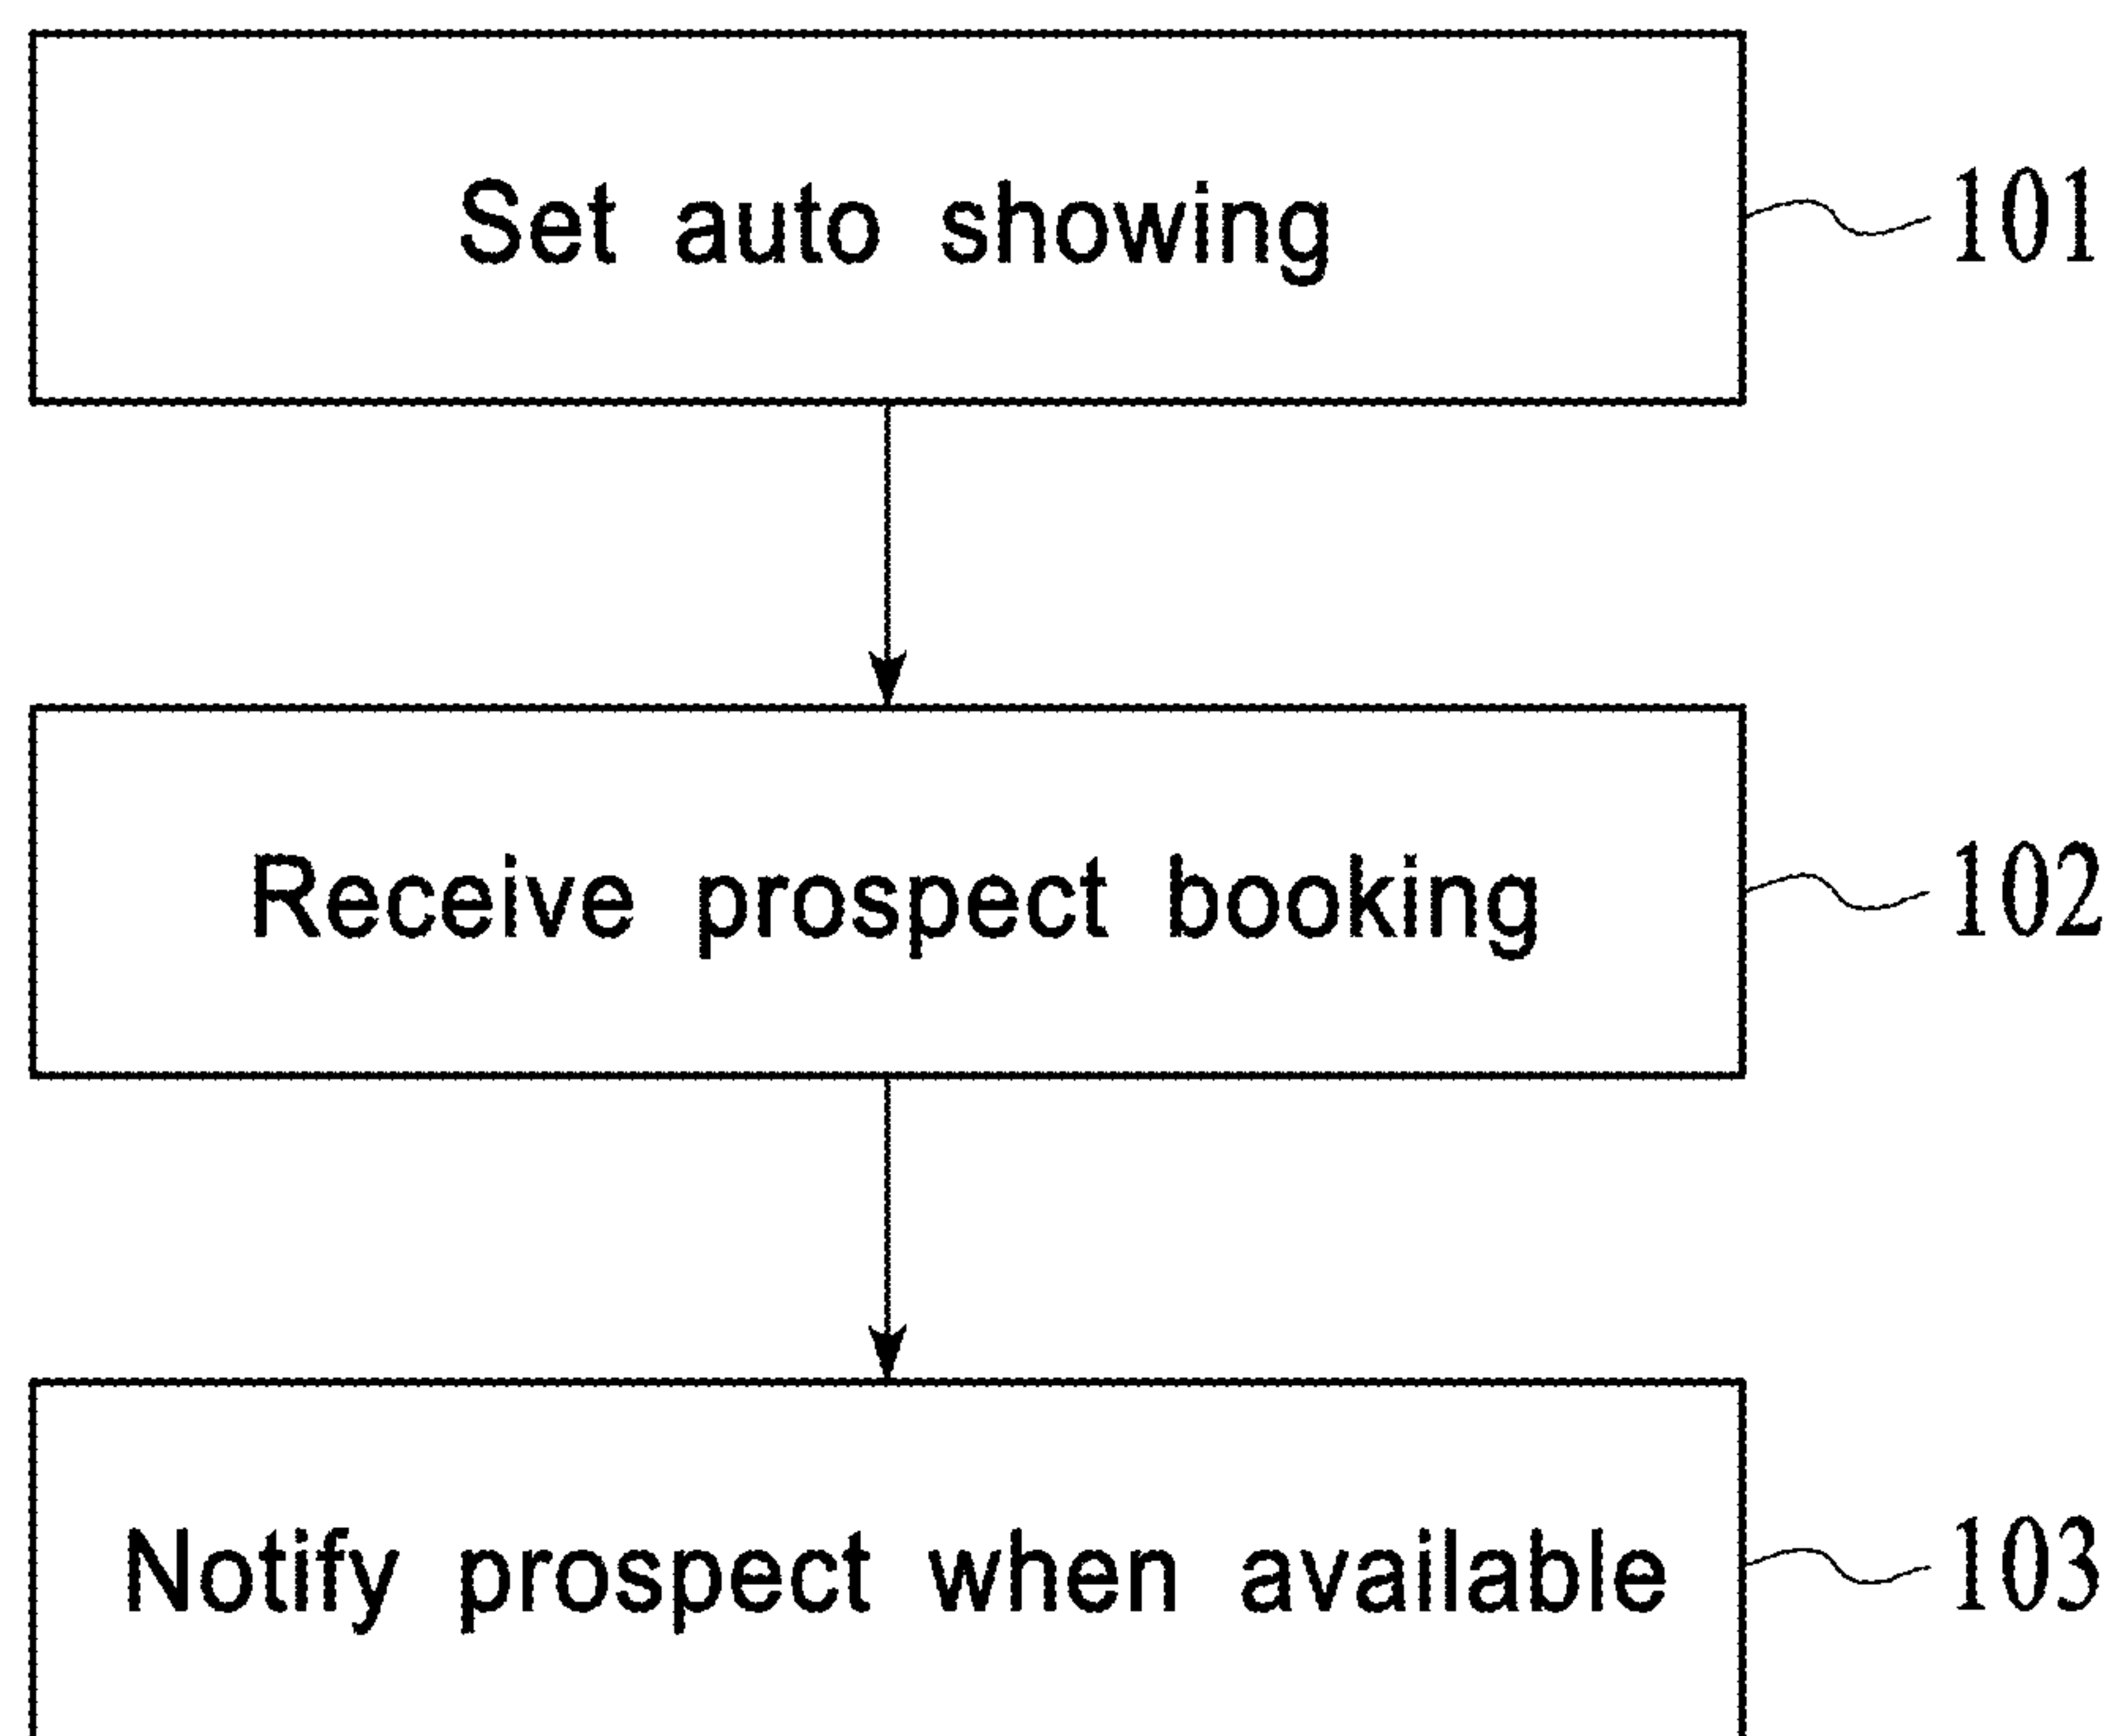 Set auto showing
101
Receive prospect booking
102
Notify prospect when available
103